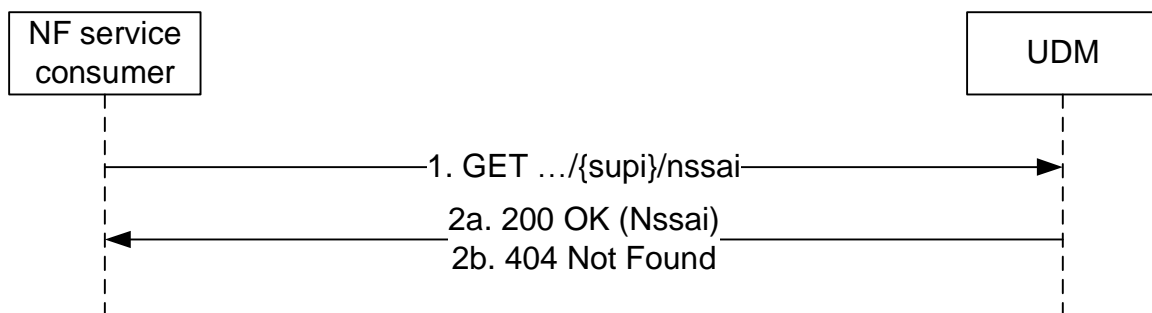 NF service
consumer
UDM
1. GET …/{supi}/nssai
2a. 200 OK (Nssai)
2b. 404 Not Found